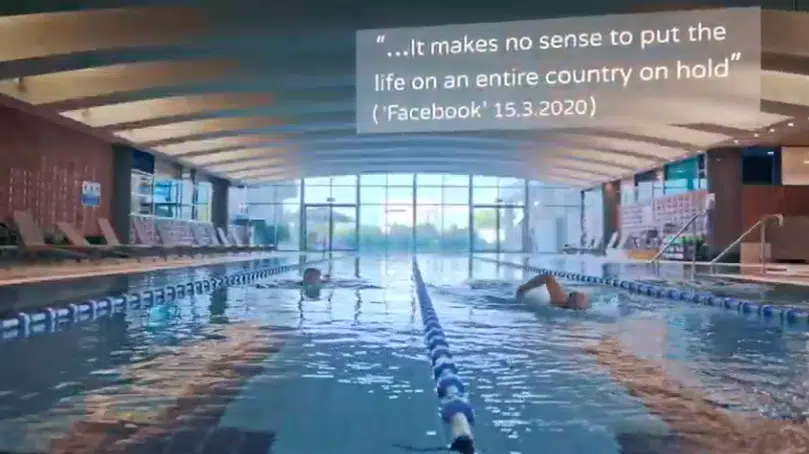 "...It makes no sense to put the
life on an entire country on hold"
('Facebook' 15.3.2020)